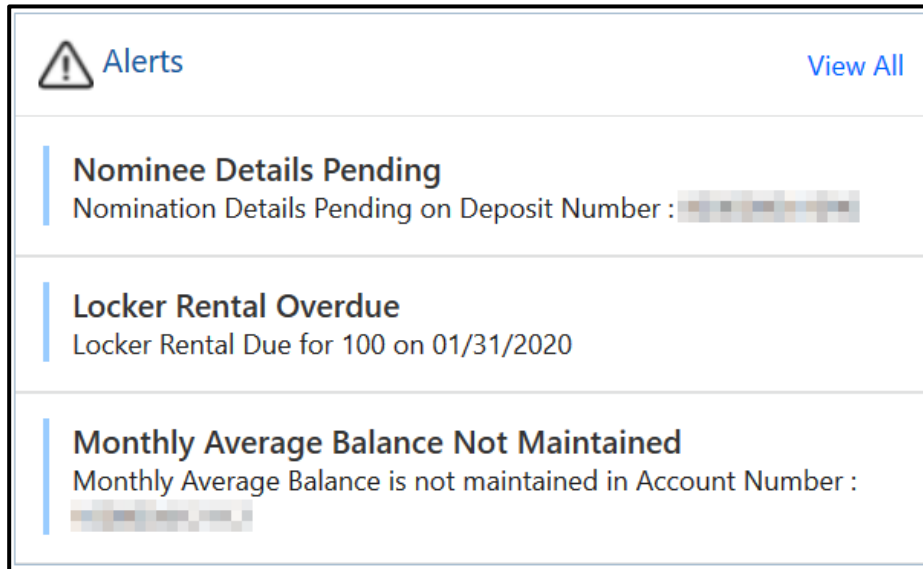 Alerts
View All
Nominee Details Pending
Nomination Details Pending on Deposit Number :
Locker Rental Overdue
Locker Rental Due for 100 on 01/31/2020
Monthly Average Balance Not Maintained
Monthly Average Balance is not maintained in Account Number :